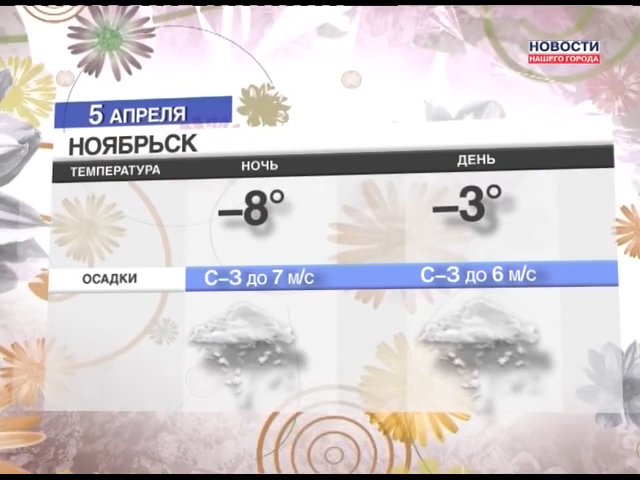 НОВОСТИ
НАШЕГО ГОРОДА
5 АПРЕЛЯ
НОЯБРЬСК
ТЕМПЕРАТУРА НОЧЬ ДЕНЬ
–8° –3°
ОСАДКИ С–З ДО 7 М/С С–З ДО 6 М/С